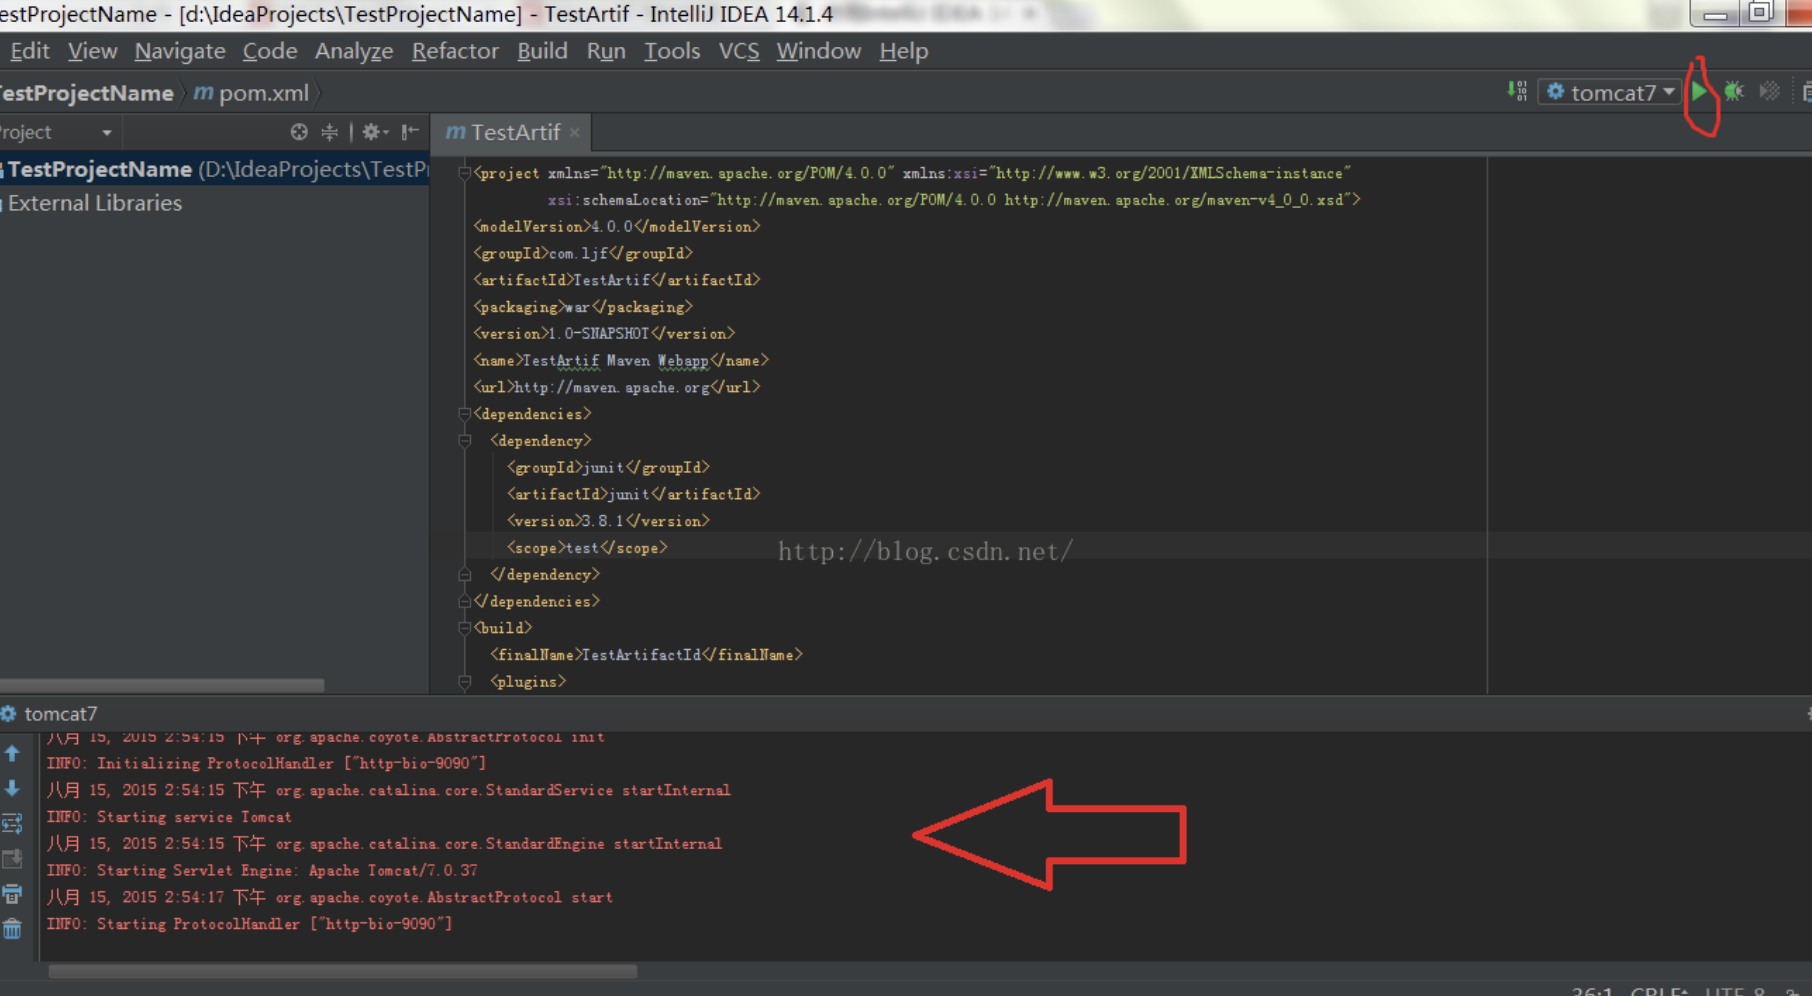 estProjectName - [d:\IdeaProjects\TestProjectName] - TestArtif - IntelliJ IDEA 14.1.4
Edit View Navigate Code Analyze Refactor Build Run Tools VCS Window Help
TestProjectName m pom.xml tomcat7
roject m TestArtif
TestProjectName (D:\IdeaProjects\TestP
External Libraries
<project xmlns="http://maven.apache.org/POM/4.0.0" xmlns:xsi="http://www.w3.org/2001/XMLSchema-instance"
xsi:schemaLocation="http://maven.apache.org/POM/4.0.0 http://maven.apache.org/maven-v4_0_0.xsd">
<modelVersion>4.0.0</modelVersion>
<groupId>com.ljf</groupId>
<artifactId>TestArtif</artifactId>
<packaging>war</packaging>
<version>1.0-SNAPSHOT</version>
<name>TestArtif Maven Webapp</name>
<url>http://maven.apache.org</url>
<dependencies>
<dependency>
<groupId>junit</groupId>
<artifactId>junit</artifactId>
<version>3.8.1</version>
<scope>test</scope>
http://blog.csdn.net/
</dependency>
</dependencies>
<build>
<finalName>TestArtifactId</finalName>
<plugins>
tomcat7
八月 15, 2015 2:54:15 下午 org.apache.coyote.AbstractProtocol init
INFO: Initializing ProtocolHandler ["http-bio-9090"]
八月 15, 2015 2:54:15 下午 org.apache.catalina.core.StandardService startInternal
INFO: Starting service Tomcat
八月 15, 2015 2:54:15 下午 org.apache.catalina.core.StandardEngine startInternal
INFO: Starting Servlet Engine: Apache Tomcat/7.0.37
八月 15, 2015 2:54:17 下午 org.apache.coyote.AbstractProtocol start
INFO: Starting ProtocolHandler ["http-bio-9090"]
36:1 CRLF UTF-8